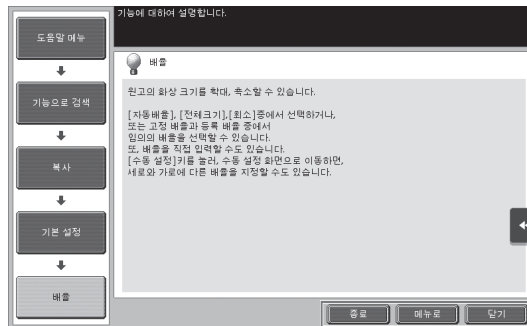 기능에 대하여 설명합니다.
도움말 메뉴
기능으로 검색
복사
기본 설정
배율
배율
원고의 화상 크기를 확대, 축소할 수 있습니다.
[자동배율], [전체크기],[최소]중에서 선택하거나,
또는 고정 배율과 등록 배율 중에서
임의의 배율을 선택할 수 있습니다.
또, 배율을 직접 입력할 수도 있습니다.
[수동 설정]키를 눌러, 수동 설정 화면으로 이동하면,
세로와 가로에 다른 배율을 지정할 수도 있습니다.
종료
메뉴로
닫기